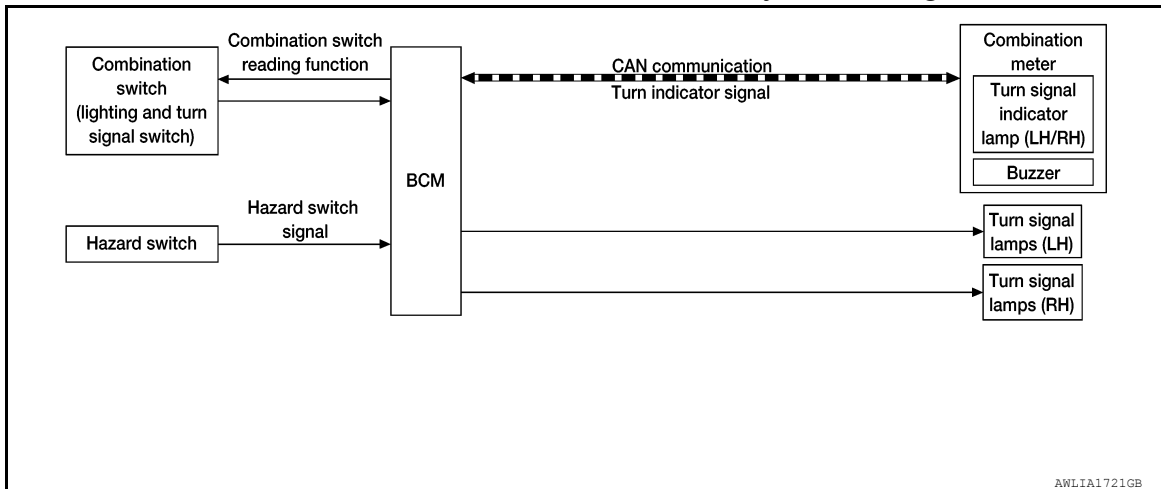 Combination
switch
(lighting and turn
signal switch)
Combination switch
reading function
Hazard switch
Hazard switch
signal
BCM
CAN communication
Turn indicator signal
Combination
meter
Turn signal
indicator
lamp (LH/RH)
Buzzer
Turn signal
lamps (LH)
Turn signal
lamps (RH)
AWLIA1721GB